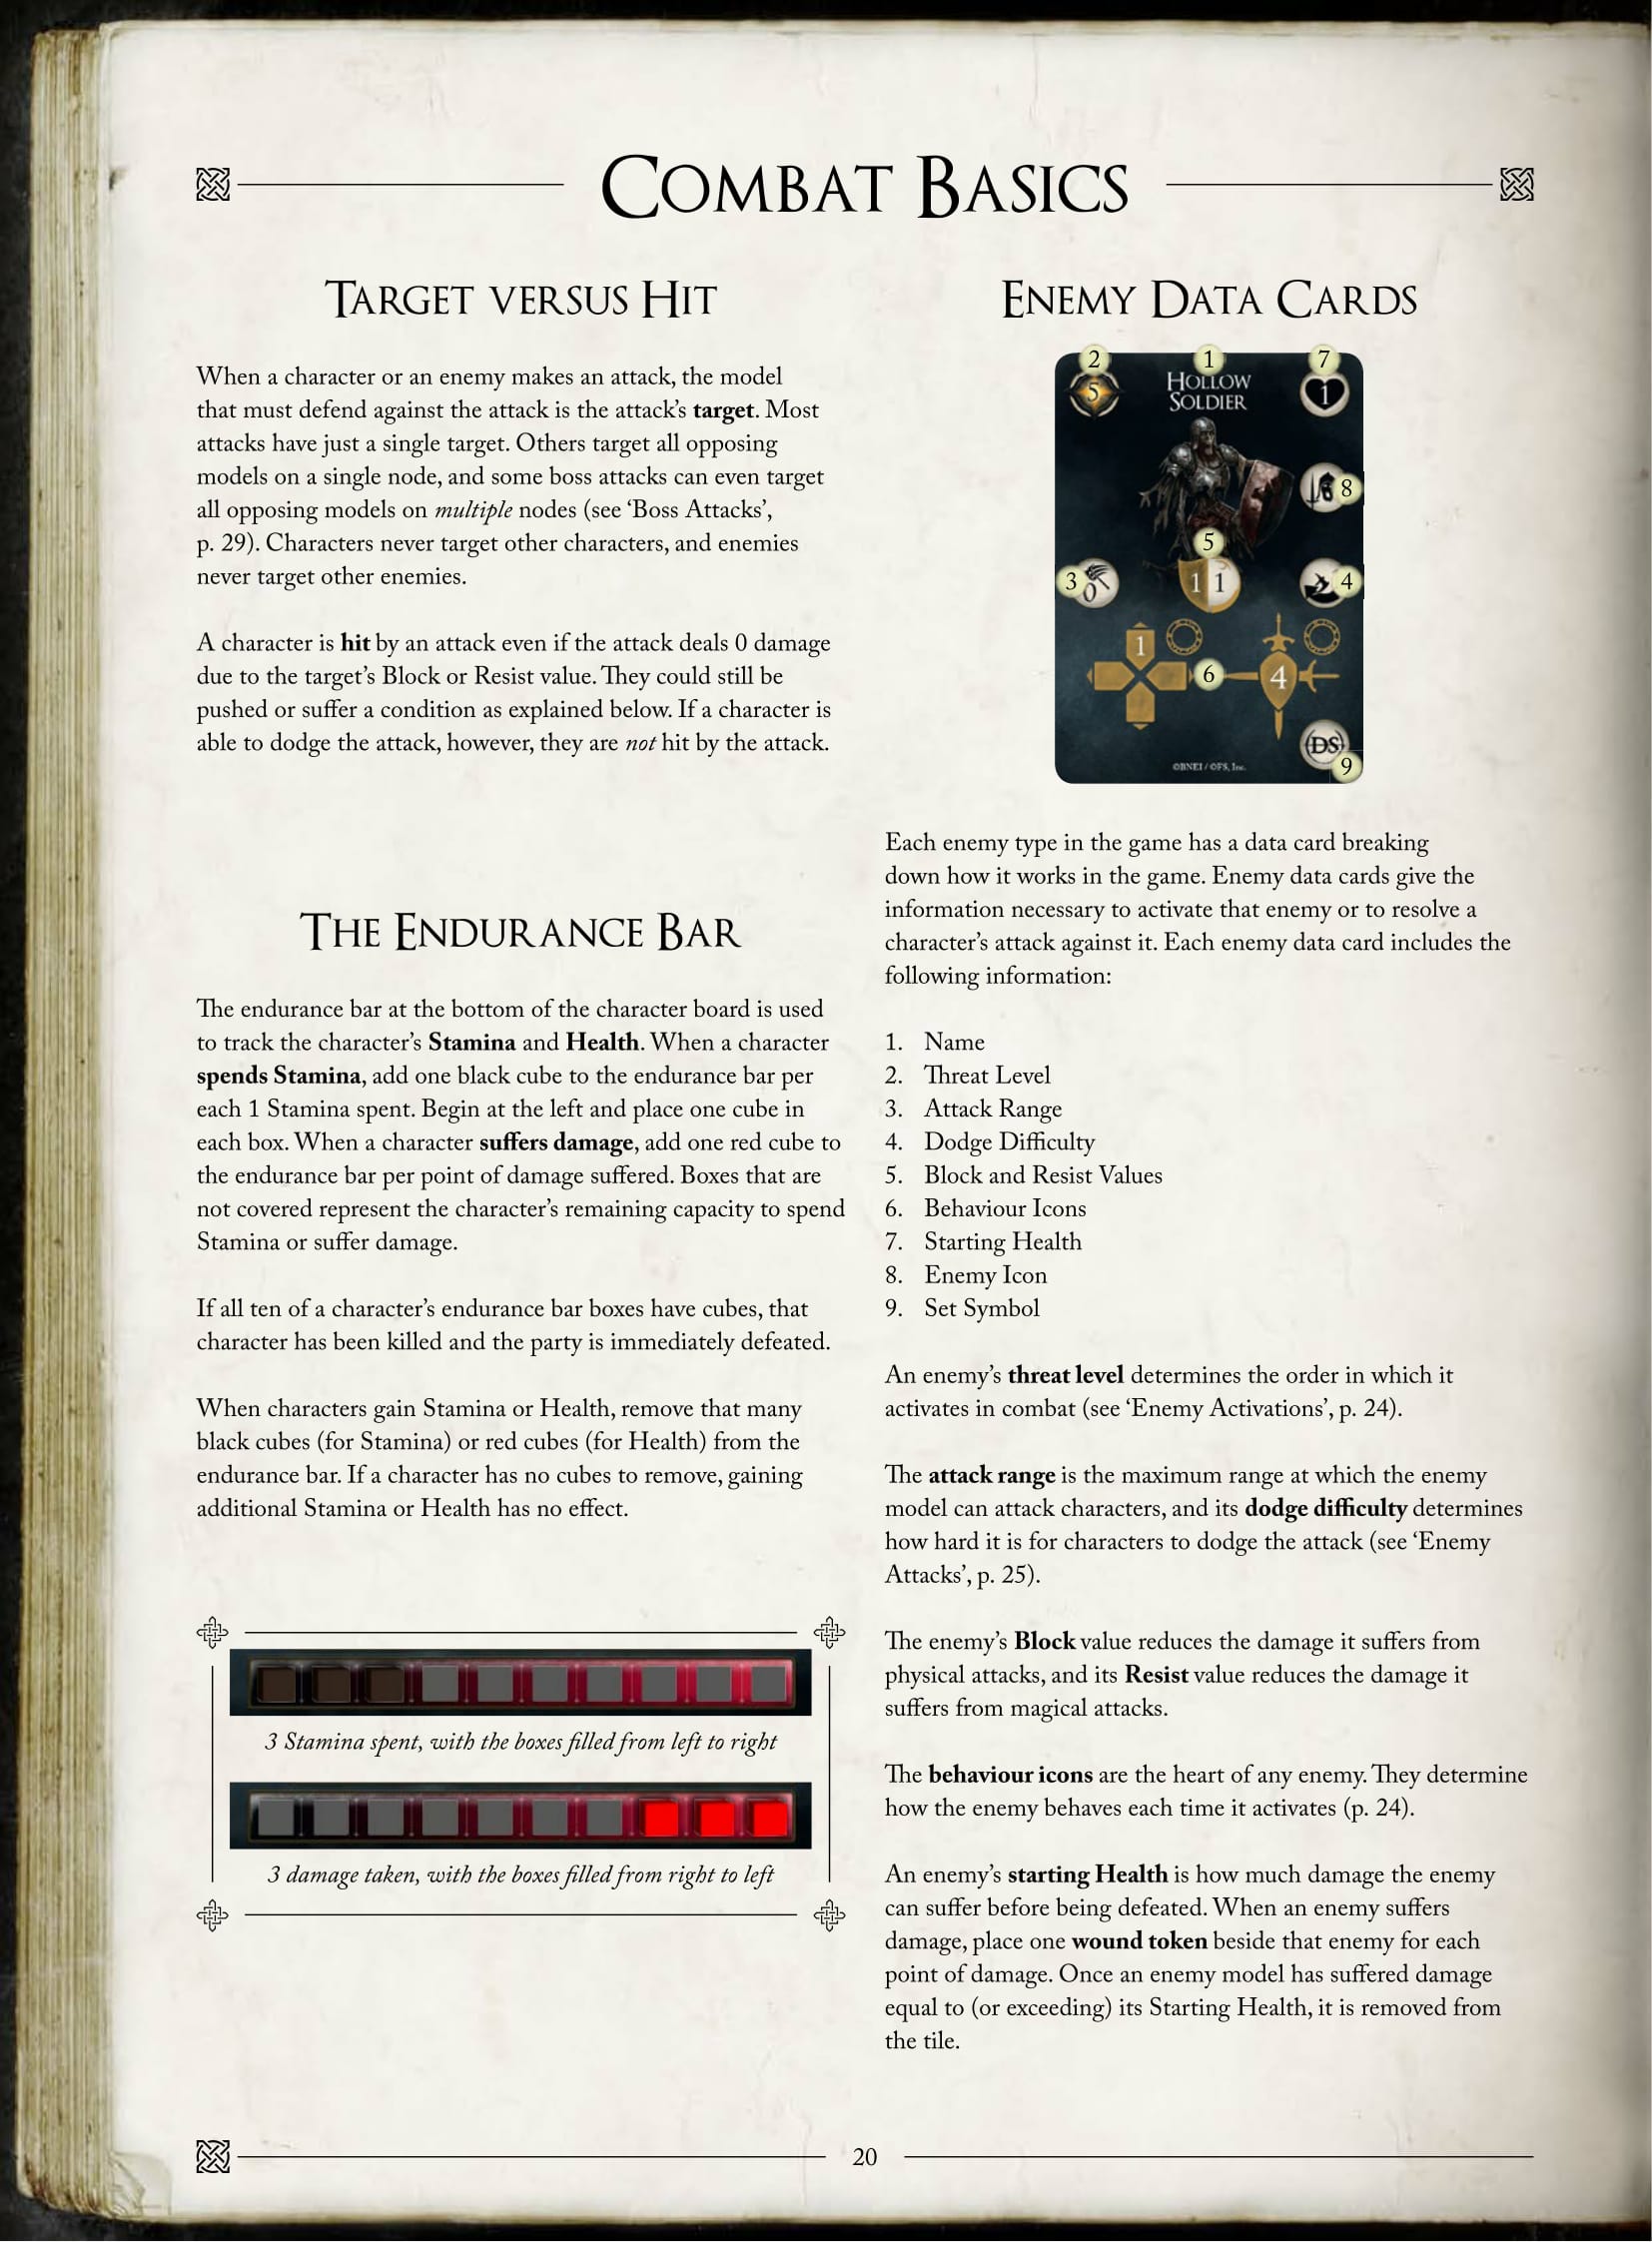 COMBAT BASICS
TARGET VERSUS HIT
When a character or an enemy makes an attack, the model
that must defend against the attack is the attack’s target. Most
attacks have just a single target. Others target all opposing
models on a single node, and some boss attacks can even target
all opposing models on multiple nodes (see ‘Boss Attacks’,
p. 29). Characters never target other characters, and enemies
never target other enemies.
A character is hit by an attack even if the attack deals 0 damage
due to the target’s Block or Resist value. They could still be
pushed or suffer a condition as explained below. If a character is
able to dodge the attack, however, they are not hit by the attack.
THE ENDURANCE BAR
The endurance bar at the bottom of the character board is used
to track the character’s Stamina and Health. When a character
spends Stamina, add one black cube to the endurance bar per
each 1 Stamina spent. Begin at the left and place one cube in
each box. When a character suffers damage, add one red cube to
the endurance bar per point of damage suffered. Boxes that are
not covered represent the character’s remaining capacity to spend
Stamina or suffer damage.
If all ten of a character’s endurance bar boxes have cubes, that
character has been killed and the party is immediately defeated.
When characters gain Stamina or Health, remove that many
black cubes (for Stamina) or red cubes (for Health) from the
endurance bar. If a character has no cubes to remove, gaining
additional Stamina or Health has no effect.
3 Stamina spent, with the boxes filled from left to right
3 damage taken, with the boxes filled from right to left
ENEMY DATA CARDS
2 1 7
5 HOLLOW 1
SOLDIER
8
5
3 0 1 1 4
1
6 4
DS
©BNEI / ©FS, Inc.
9
Each enemy type in the game has a data card breaking
down how it works in the game. Enemy data cards give the
information necessary to activate that enemy or to resolve a
character’s attack against it. Each enemy data card includes the
following information:
1. Name
2. Threat Level
3. Attack Range
4. Dodge Difficulty
5. Block and Resist Values
6. Behaviour Icons
7. Starting Health
8. Enemy Icon
9. Set Symbol
An enemy’s threat level determines the order in which it
activates in combat (see ‘Enemy Activations’, p. 24).
The attack range is the maximum range at which the enemy
model can attack characters, and its dodge difficulty determines
how hard it is for characters to dodge the attack (see ‘Enemy
Attacks’, p. 25).
The enemy’s Block value reduces the damage it suffers from
physical attacks, and its Resist value reduces the damage it
suffers from magical attacks.
The behaviour icons are the heart of any enemy. They determine
how the enemy behaves each time it activates (p. 24).
An enemy’s starting Health is how much damage the enemy
can suffer before being defeated. When an enemy suffers
damage, place one wound token beside that enemy for each
point of damage. Once an enemy model has suffered damage
equal to (or exceeding) its Starting Health, it is removed from
the tile.
20